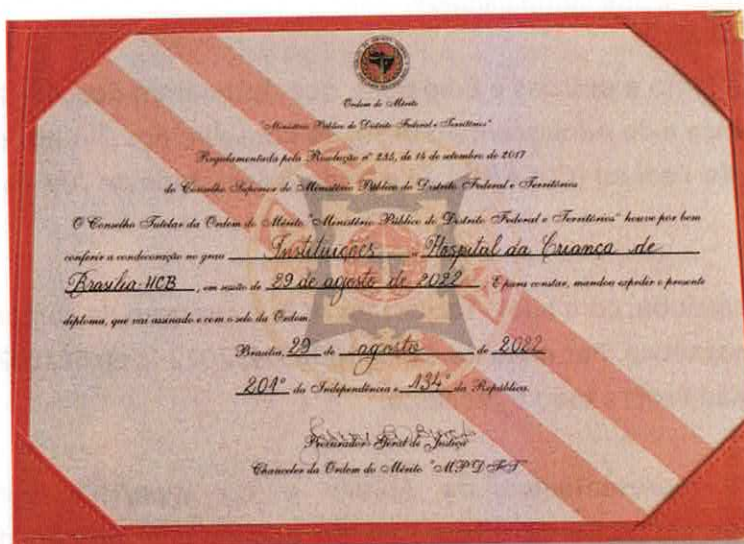 Ordem do Mérito
"Ministério Público do Distrito Federal e Territórios"
Regulamentada pela Resolução nº 235, de 14 de setembro de 2017
do Conselho Superior do Ministério Público do Distrito Federal e Territórios
O Conselho Tutelar da Ordem do Mérito "Ministério Público do Distrito Federal e Territórios" houve por bem
conferir a condecoração no grau Instituições a Hospital da Criança de
Brasília-HCB, em sessão de 29 de agosto de 2022. E para constar, mandou expedir o presente
diploma, que vai assinado e com o selo da Ordem.
Brasília, 29 de agosto de 2022
201º da Independência e 134º da República.
Procurador-Geral de Justiça
Chanceler da Ordem do Mérito "MPDFT"